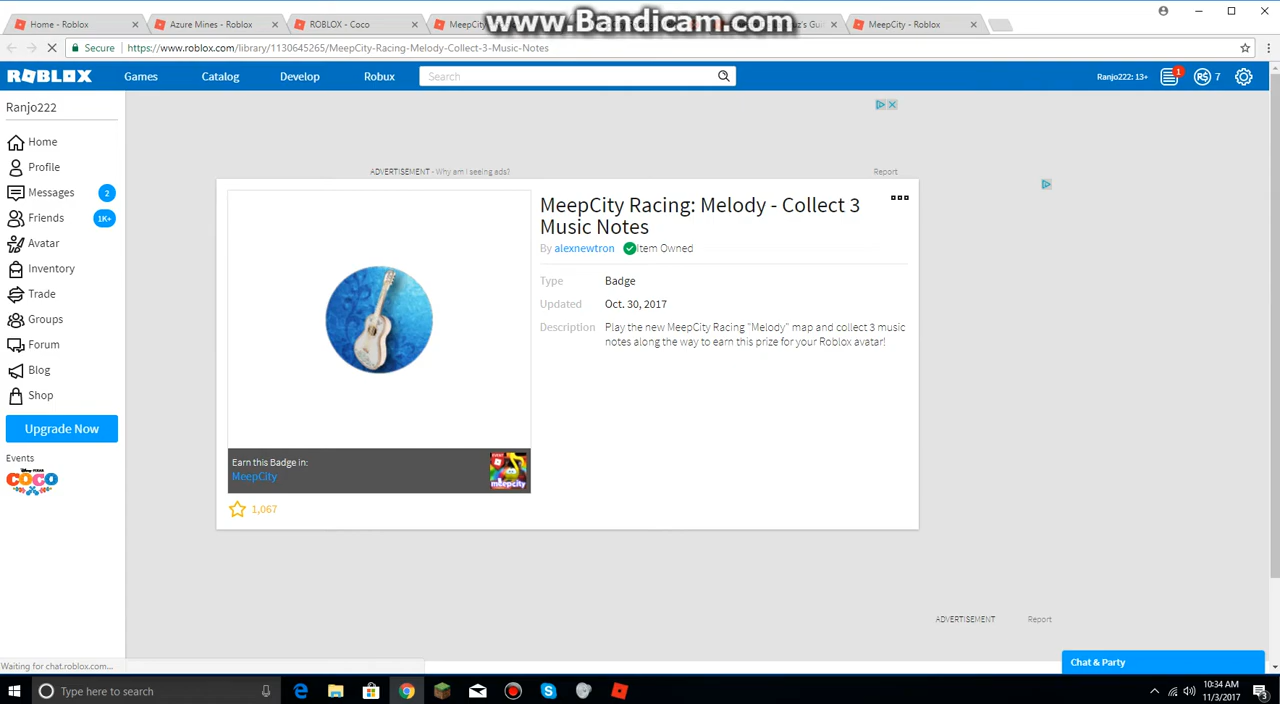 www.Bandicam.com
Home - Roblox
Azure Mines - Roblox
ROBLOX - Coco
MeepCity
MeepCity - Roblox
Secure
https://www.roblox.com/library/1130645265/MeepCity-Racing-Melody-Collect-3-Music-Notes
ROBLOX
Games
Catalog
Develop
Robux
Search
Ranjo222: 13+
1
R$ 7
Ranjo222
Home
Profile
Messages 2
Friends 1K+
Avatar
Inventory
Trade
Groups
Forum
Blog
Shop
Upgrade Now
Events
Disney PIXAR
COCO
ADVERTISEMENT - Why am I seeing ads?
Report
MeepCity Racing: Melody - Collect 3
Music Notes
By alexnewtron Item Owned
Type Badge
Updated Oct. 30, 2017
Description Play the new MeepCity Racing "Melody" map and collect 3 music
notes along the way to earn this prize for your Roblox avatar!
Earn this Badge in:
MeepCity
meepcity
1,067
ADVERTISEMENT
Report
Chat & Party
Waiting for chat.roblox.com...
Type here to search
10:34 AM
11/3/2017
3